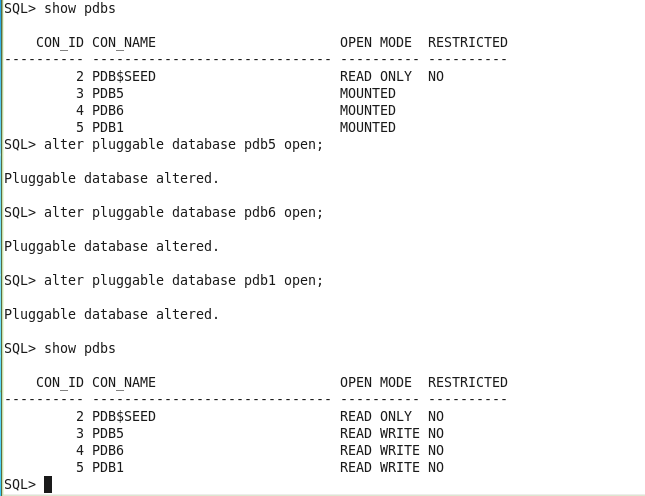 SQL> show pdbs
    CON_ID CON_NAME                       OPEN MODE  RESTRICTED
---------- ------------------------------ ---------- ----------
         2 PDB$SEED                       READ ONLY  NO
         3 PDB5                           MOUNTED
         4 PDB6                           MOUNTED
         5 PDB1                           MOUNTED
SQL> alter pluggable database pdb5 open;
Pluggable database altered.
SQL> alter pluggable database pdb6 open;
Pluggable database altered.
SQL> alter pluggable database pdb1 open;
Pluggable database altered.
SQL> show pdbs
    CON_ID CON_NAME                       OPEN MODE  RESTRICTED
---------- ------------------------------ ---------- ----------
         2 PDB$SEED                       READ ONLY  NO
         3 PDB5                           READ WRITE NO
         4 PDB6                           READ WRITE NO
         5 PDB1                           READ WRITE NO
SQL>